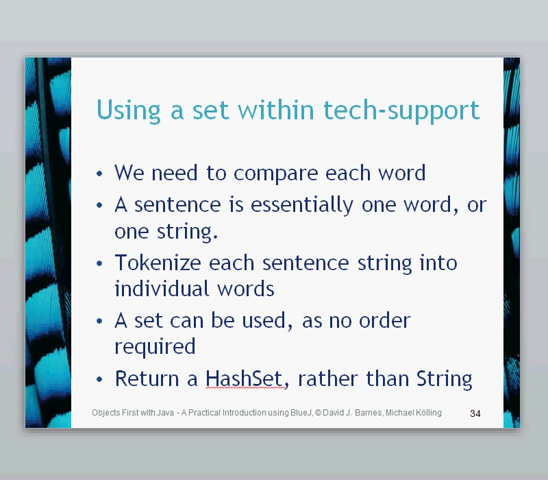 Using a set within tech-support
• We need to compare each word
• A sentence is essentially one word, or
one string.
• Tokenize each sentence string into
individual words
• A set can be used, as no order
required
• Return a HashSet, rather than String
Objects First with Java - A Practical Introduction using BlueJ, © David J. Barnes, Michael Kölling
34